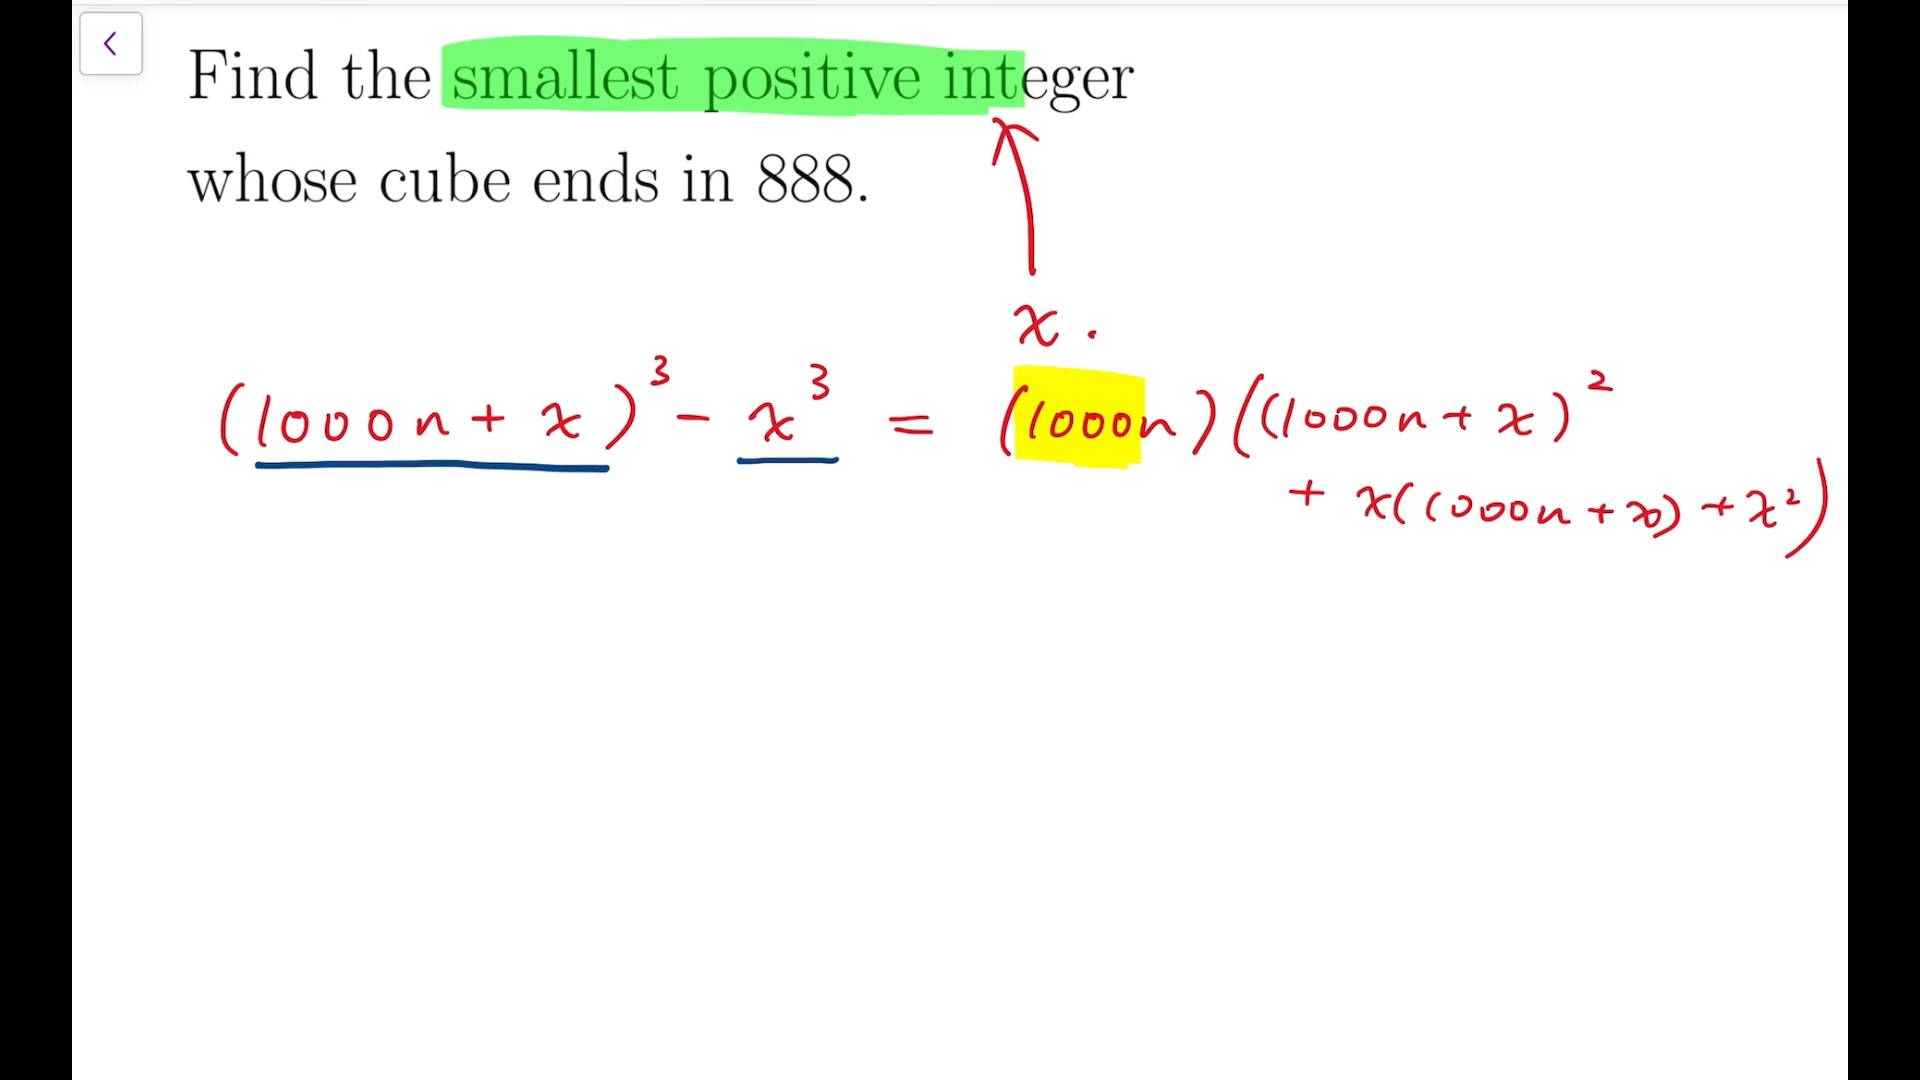 Find the smallest positive integer
whose cube ends in 888.
x.
(1000n + x)³ - x³ = (1000n)((1000n + x)²
+ x(1000n + x) + x²)